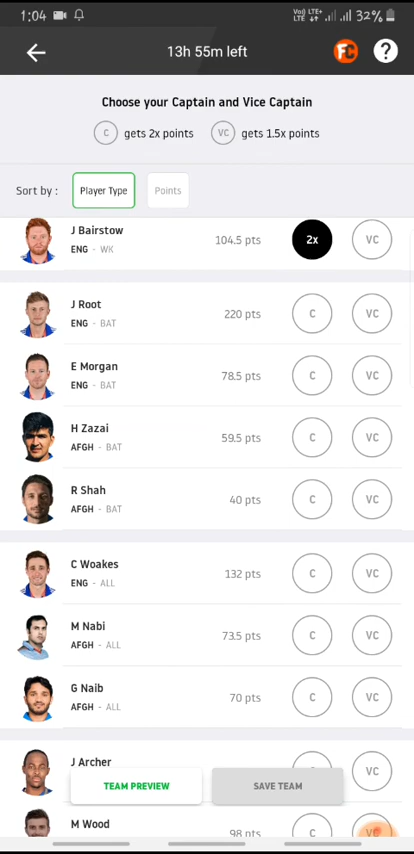 1:04 Vo) LTE+ LTE 32%
13h 55m left FC ?
Choose your Captain and Vice Captain
C gets 2x points VC gets 1.5x points
Sort by : Player Type Points
J Bairstow
ENG - WK 104.5 pts 2x VC
J Root
ENG - BAT 220 pts C VC
E Morgan
ENG - BAT 78.5 pts C VC
H Zazai
AFGH - BAT 59.5 pts C VC
R Shah
AFGH - BAT 40 pts C VC
C Woakes
ENG - ALL 132 pts C VC
M Nabi
AFGH - ALL 73.5 pts C VC
G Naib
AFGH - ALL 70 pts C VC
J Archer C VC
TEAM PREVIEW SAVE TEAM
M Wood 98 pts C VC